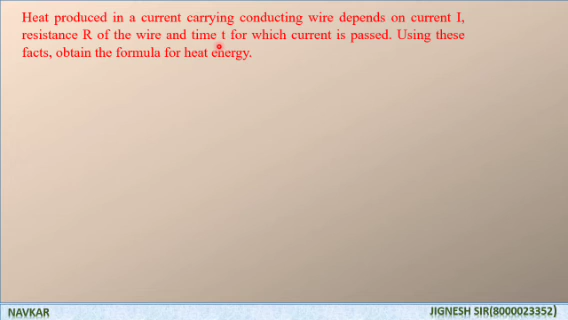 Heat produced in a current carrying conducting wire depends on current I,
resistance R of the wire and time t for which current is passed. Using these
facts, obtain the formula for heat energy.
NAVKAR
JIGNESH SIR(8000023352)